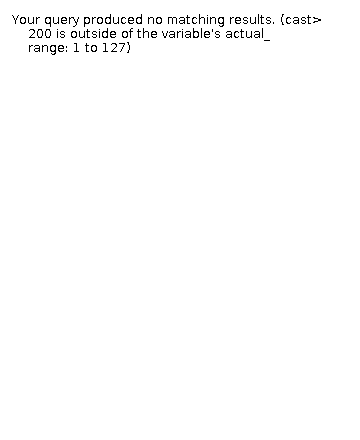 Your query produced no matching results. (cast>
200 is outside of the variable's actual_
range: 1 to 127)